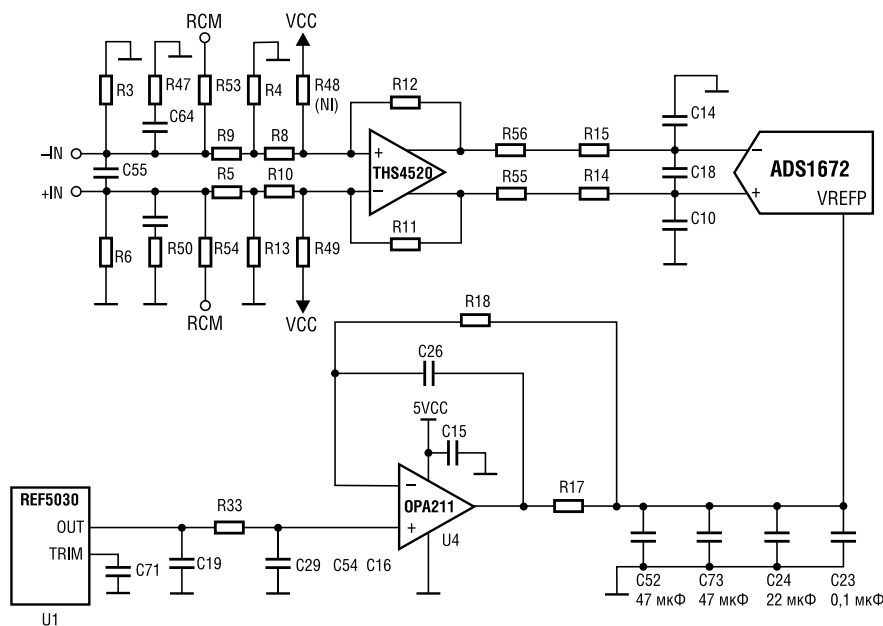 RCM
VCC
R3
R47
R53
R4
R48
(NI)
R12
C64
C14
R9
R8
R56
R15
–IN
+
THS4520
–
C55
C18
–
ADS1672
+
VREFP
+IN
R5
R10
R55
R14
C10
R11
R6
R50
R54
R13
R49
RCM
VCC
R18
C26
5VCC
C15
REF5030
–
OPA211
+
U4
R17
OUT
R33
TRIM
C71
C19
C29 C54 C16
C52
47 мкФ
C73
47 мкФ
C24
22 мкФ
C23
0,1 мкФ
U1